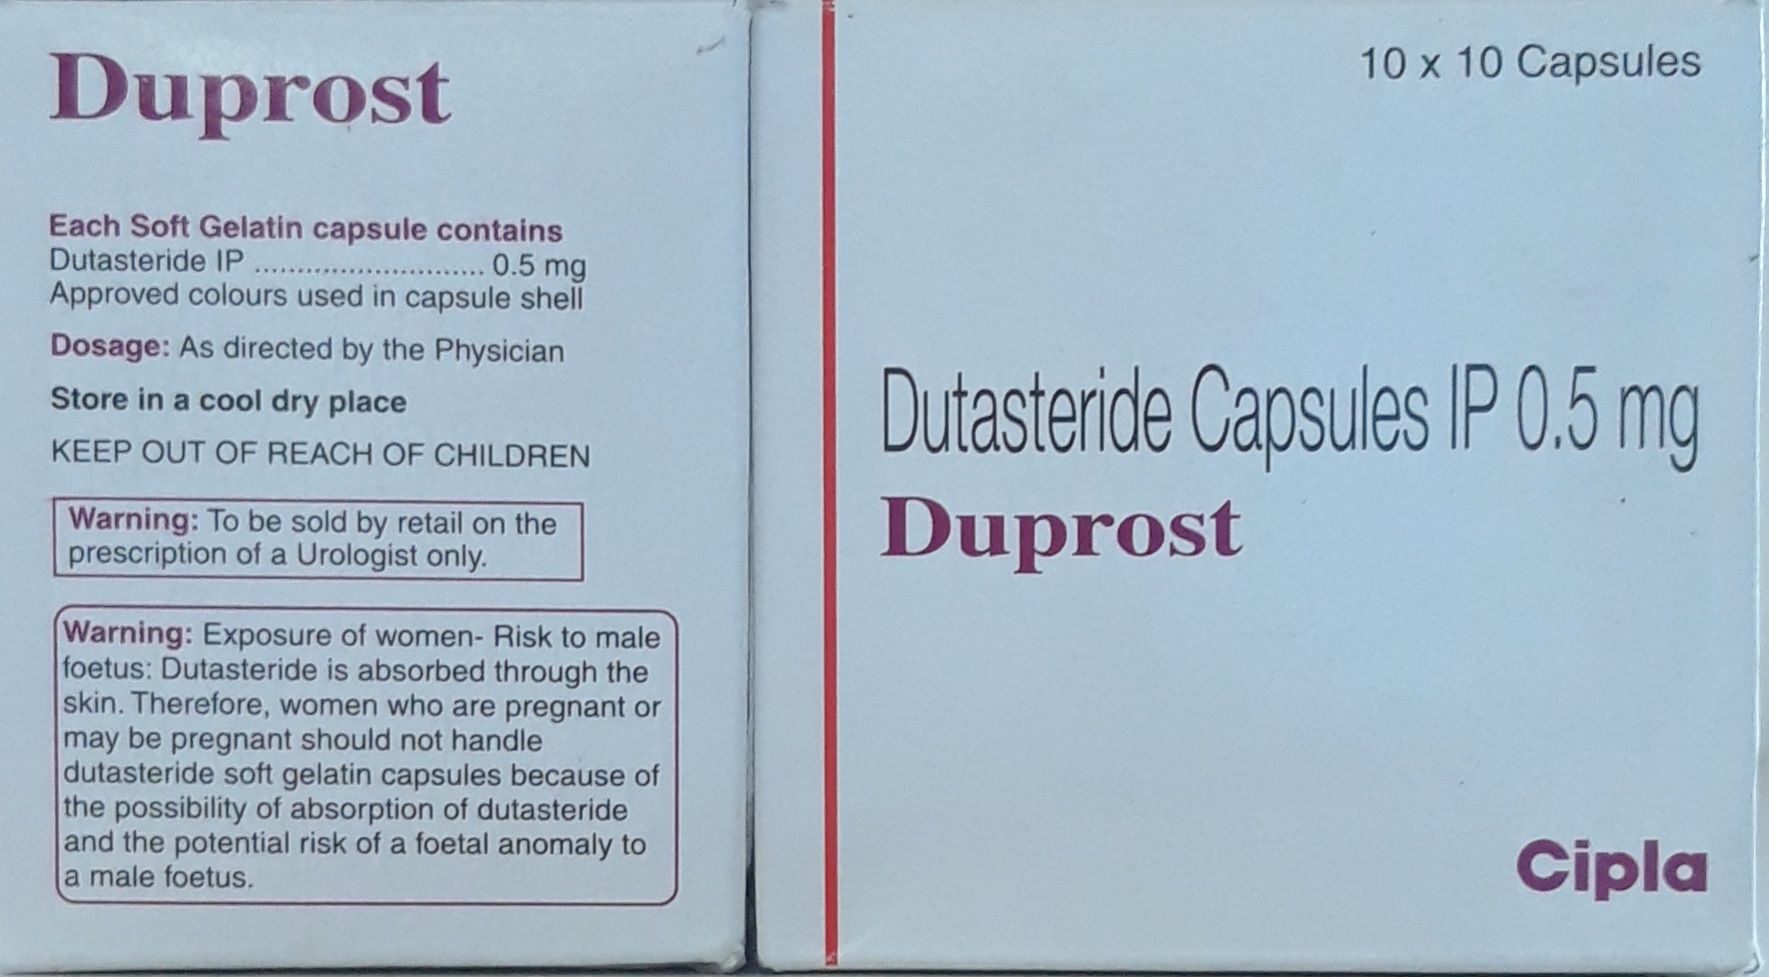 Duprost
Each Soft Gelatin capsule contains
Dutasteride IP ............................ 0.5 mg
Approved colours used in capsule shell
Dosage: As directed by the Physician
Store in a cool dry place
KEEP OUT OF REACH OF CHILDREN
Warning: To be sold by retail on the
prescription of a Urologist only.
Warning: Exposure of women- Risk to male
foetus: Dutasteride is absorbed through the
skin. Therefore, women who are pregnant or
may be pregnant should not handle
dutasteride soft gelatin capsules because of
the possibility of absorption of dutasteride
and the potential risk of a foetal anomaly to
a male foetus.
10 x 10 Capsules
Dutasteride Capsules IP 0.5 mg
Duprost
Cipla